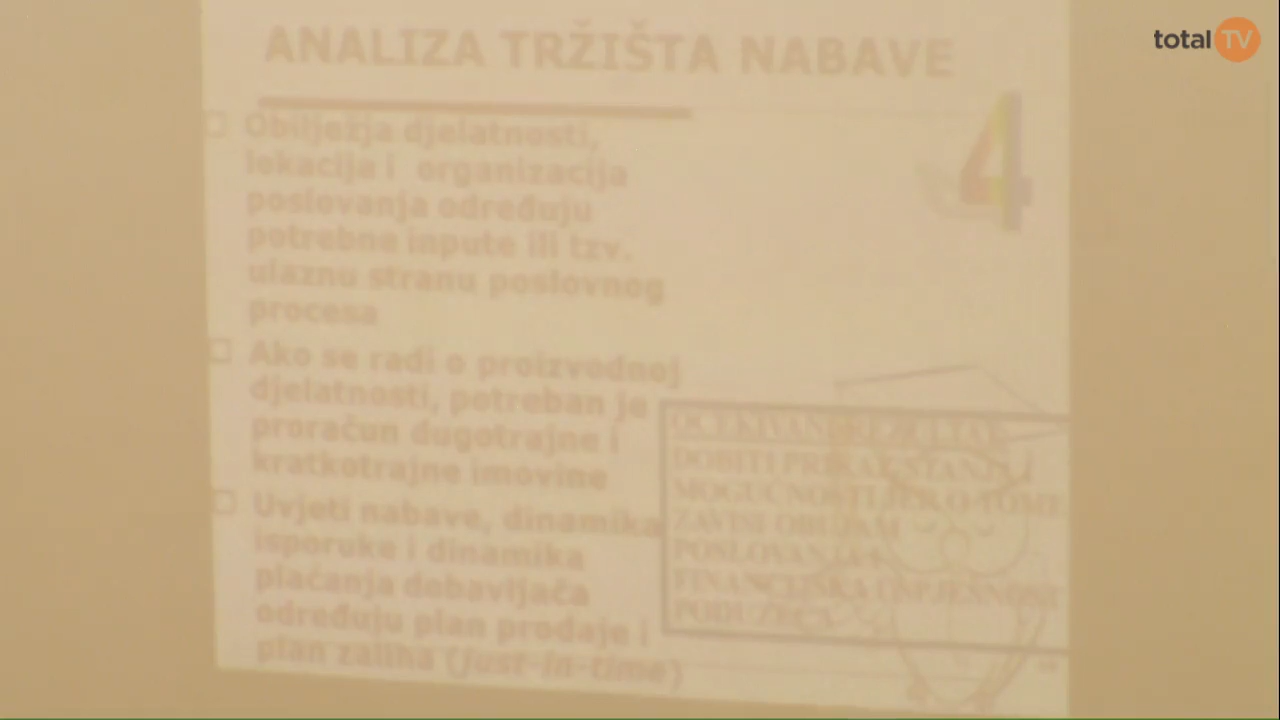 total TV
ANALIZA TRŽIŠTA NABAVE
4
Obilježja djelatnosti,
lokacije i organizacija
poslovanja određuju
potrebne inpute ili tzv.
ulaznu stranu poslovnog
procesa
Ako se radi o proizvodnoj
djelatnosti, potreban je
proračun dugotrajne i
kratkotrajne imovine
Uvjeti nabave, dinamika
isporuke i dinamika
plaćanja dobavljača
određuju plan prodaje i
plan zaliha (just-in-time)
OČEKIVANI REZULTAT
DOBITI PRIKAZ STANJA I
MOGUĆNOSTI JER O TOME
ZAVISI OBUJAM
POSLOVANJA I
FINANCIJSKA USPJEŠNOST
PODUZEĆA